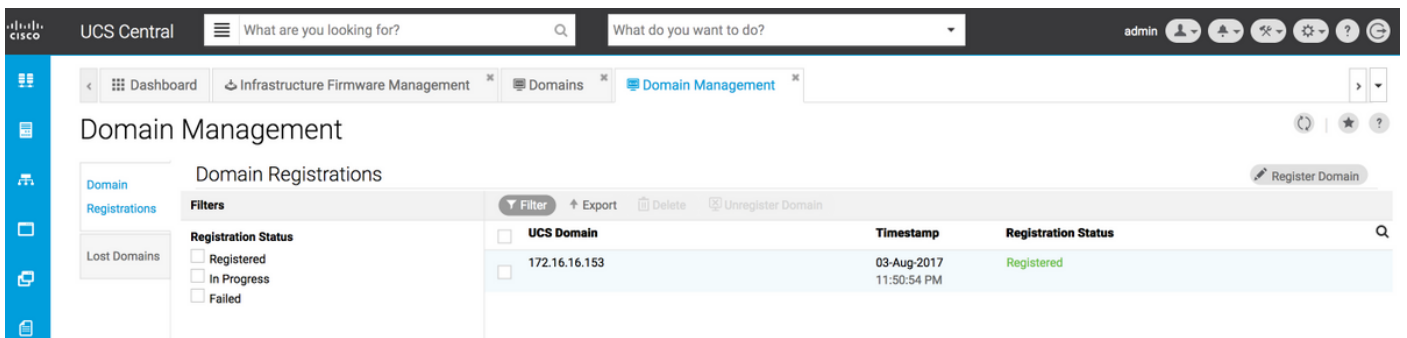 cisco UCS Central What are you looking for? What do you want to do? admin ?
Dashboard Infrastructure Firmware Management Domains Domain Management
Domain Management ?
Domain Registrations Register Domain
Domain
Registrations
Lost Domains
Filters Filter Export Delete Unregister Domain
Registration Status
Registered
In Progress
Failed
UCS Domain Timestamp Registration Status
172.16.16.153 03-Aug-2017 Registered
11:50:54 PM